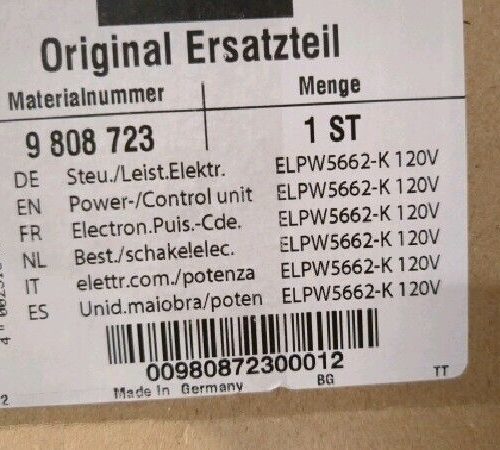 Original Ersatzteil
Materialnummer Menge
9 808 723 1 ST
DE Steu./Leist.Elektr. ELPW5662-K 120V
EN Power-/Control unit ELPW5662-K 120V
FR Electron.Puis.-Cde. ELPW5662-K 120V
NL Best./schakelelec. ELPW5662-K 120V
IT elettr.com./potenza ELPW5662-K 120V
ES Unid.maiobra/poten ELPW5662-K 120V
00980872300012
Made In Germany BG TT
2